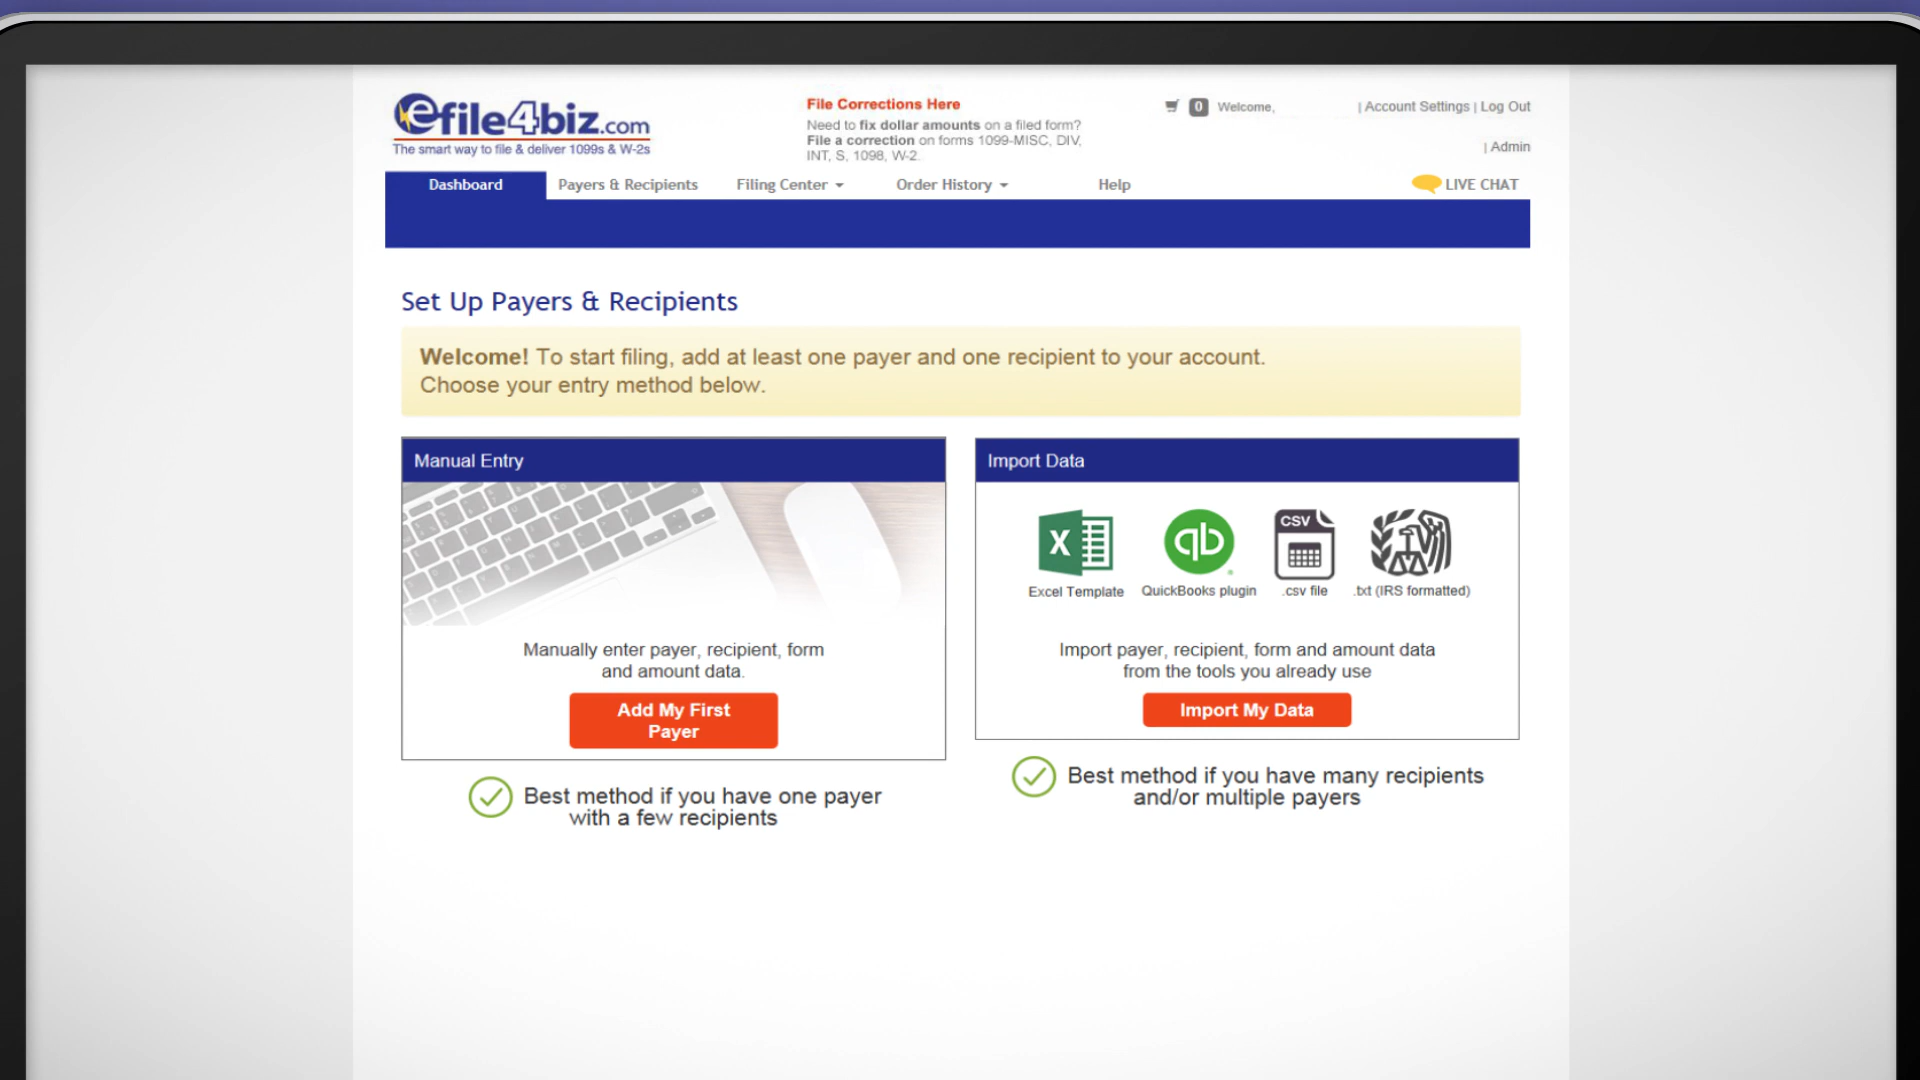 efile4biz.com
The smart way to file & deliver 1099s & W-2s
File Corrections Here
Need to fix dollar amounts on a filed form?
File a correction on forms 1099-MISC, DIV,
INT, S, 1098, W-2.
0 Welcome, | Account Settings | Log Out
| Admin
Dashboard Payers & Recipients Filing Center Order History Help LIVE CHAT
Set Up Payers & Recipients
Welcome! To start filing, add at least one payer and one recipient to your account.
Choose your entry method below.
Manual Entry
Manually enter payer, recipient, form
and amount data.
Add My First
Payer
Best method if you have one payer
with a few recipients
Import Data
X qb CSV
Excel Template QuickBooks plugin .csv file .txt (IRS formatted)
Import payer, recipient, form and amount data
from the tools you already use
Import My Data
Best method if you have many recipients
and/or multiple payers